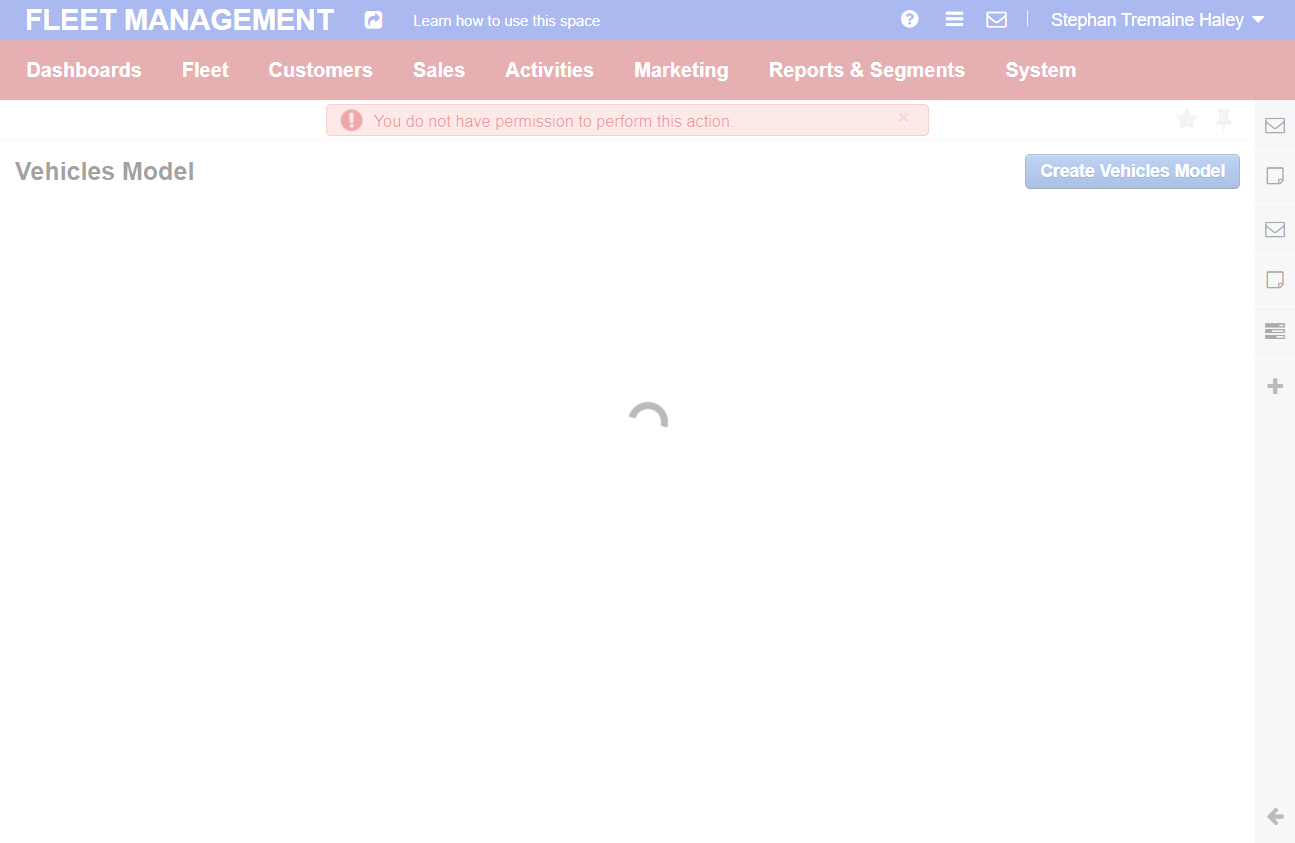 FLEET MANAGEMENT
Learn how to use this space
Stephan Tremaine Haley
Dashboards Fleet Customers Sales Activities Marketing Reports & Segments System
You do not have permission to perform this action.
Vehicles Model
Create Vehicles Model